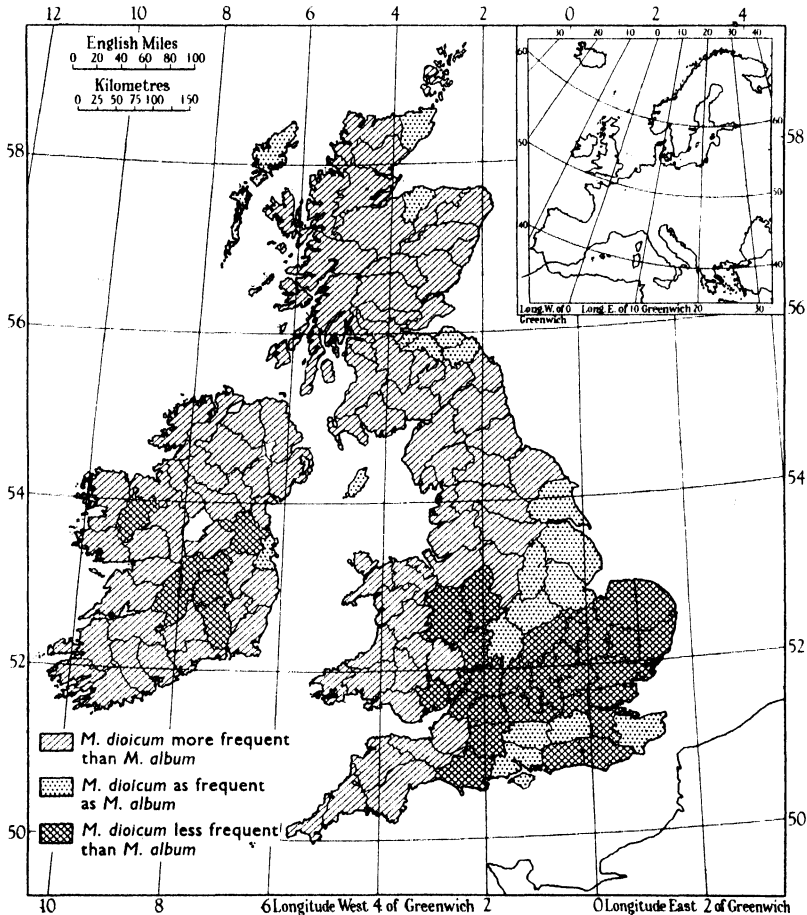 12 10 8 6 4 2 0 2 4
English Miles
0 20 40 60 80 100
Kilometres
0 25 50 75 100 150
30 20 10 0 10 20 30 40
60
60
50
50
40
40
Long.W. of 0 Long. E. of 10 Greenwich 20 30
Greenwich
58 58
56 56
54 54
52 52
50 50
M. dioicum more frequent
than M. album
M. dioicum as frequent
as M. album
M. dioicum less frequent
than M. album
10 8 6 Longitude West 4 of Greenwich 2 0 Longitude East 2 of Greenwich